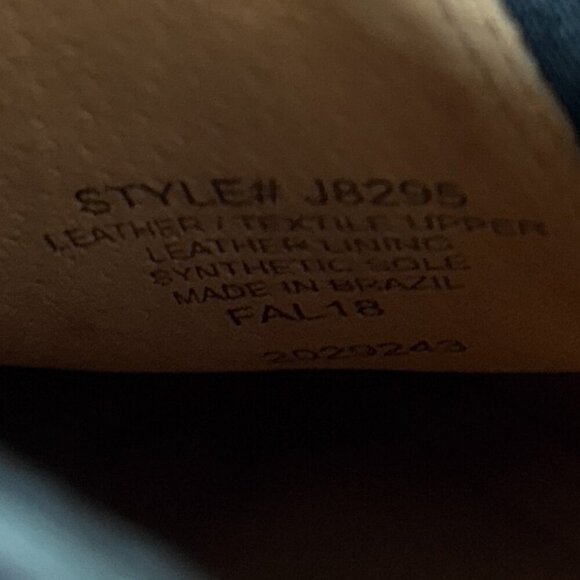 STYLE# J8295
LEATHER / TEXTILE UPPER
LEATHER LINING
SYNTHETIC SOLE
MADE IN BRAZIL
FAL18
2029243